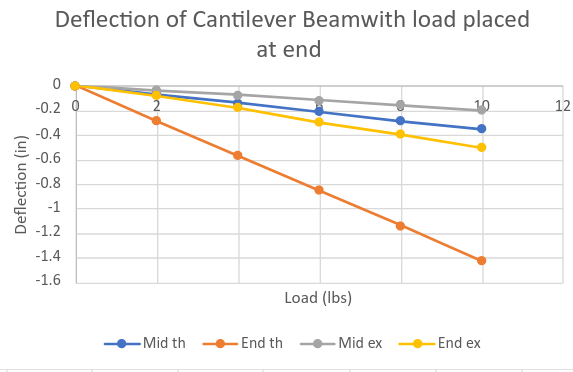 Deflection of Cantilever Beamwith load placed
at end
0
-0.2
-0.4
-0.6
-0.8
-1
-1.2
-1.4
-1.6
0 2 8 10 12
Deflection (in)
Load (lbs)
Mid th End th Mid ex End ex